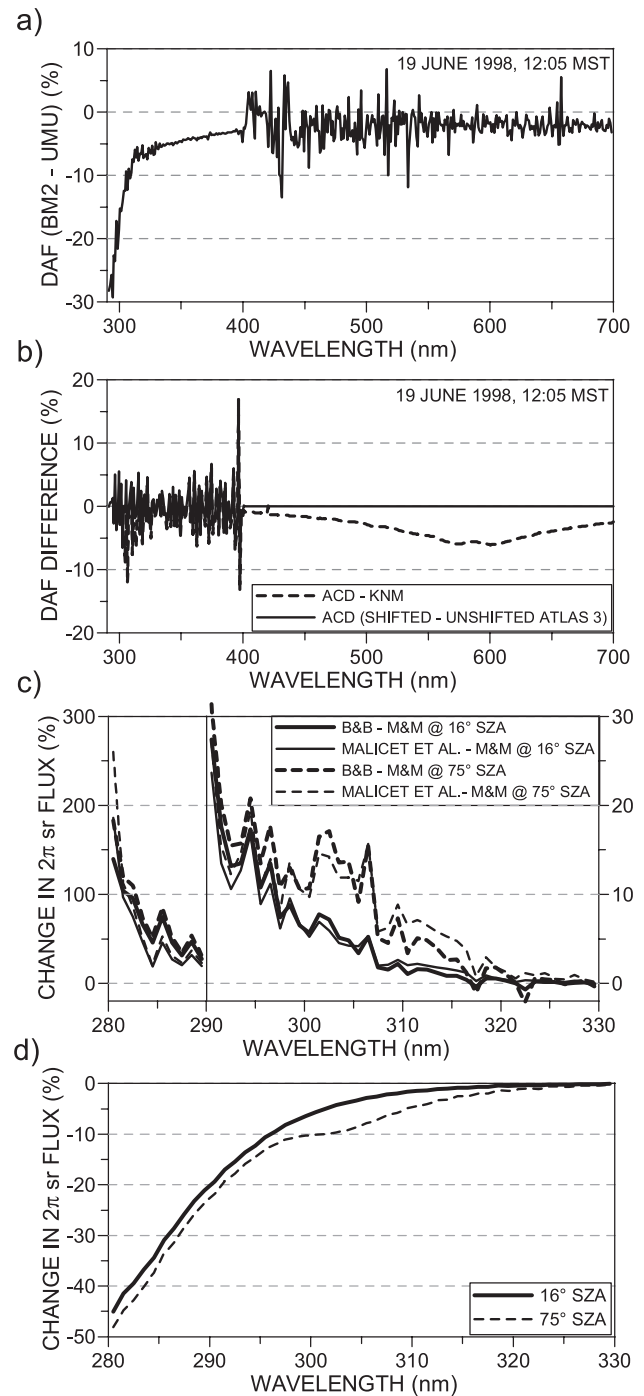 a)
19 JUNE 1998, 12:05 MST
DAF (BM2 - UMU) (%)
10
0
-10
-20
-30
300 400 500 600 700
WAVELENGTH (nm)
b)
19 JUNE 1998, 12:05 MST
DAF DIFFERENCE (%)
20
10
0
-10
-20
ACD - KNM
ACD (SHIFTED - UNSHIFTED ATLAS 3)
300 400 500 600 700
WAVELENGTH (nm)
c)
CHANGE IN 2π sr FLUX (%)
300
200
100
0
B&B - M&M @ 16° SZA
MALICET ET AL. - M&M @ 16° SZA
B&B - M&M @ 75° SZA
MALICET ET AL.- M&M @ 75° SZA
30
20
10
0
280 290 300 310 320 330
WAVELENGTH (nm)
d)
CHANGE IN 2π sr FLUX (%)
0
-10
-20
-30
-40
-50
16° SZA
75° SZA
280 290 300 310 320 330
WAVELENGTH (nm)